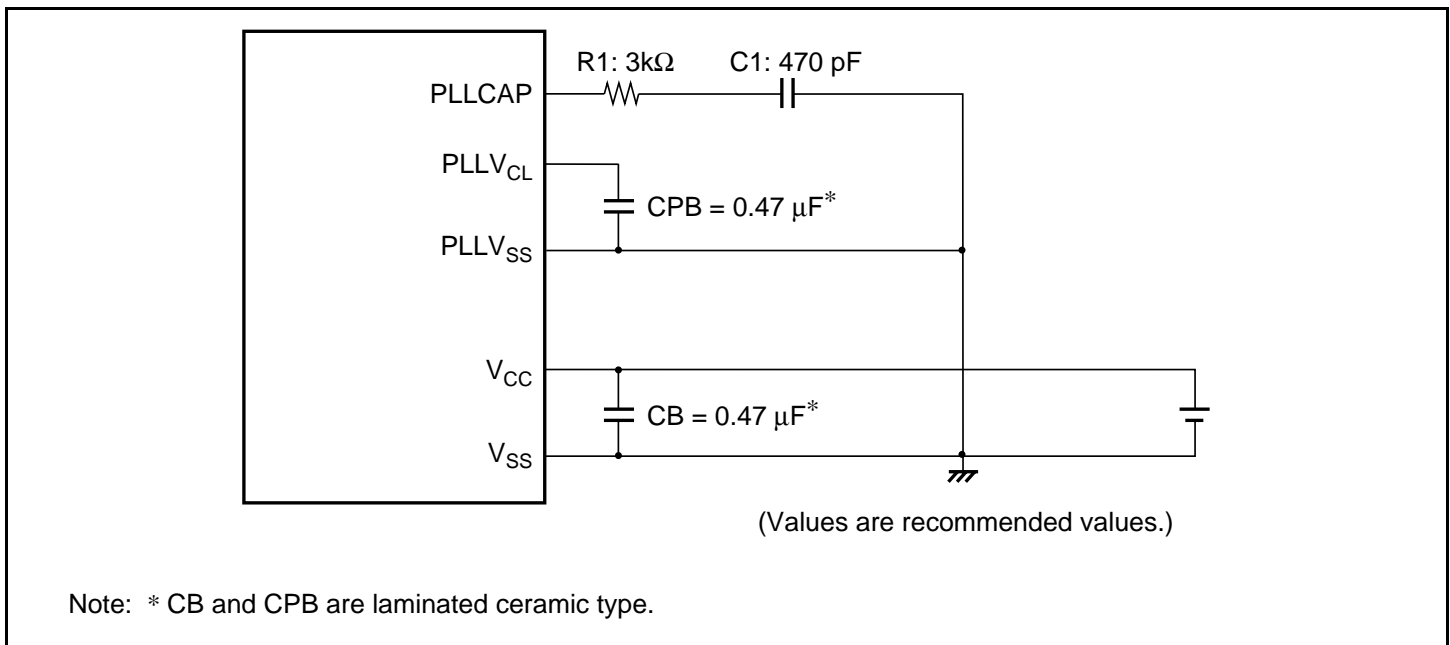 R1: 3kΩ C1: 470 pF
PLLCAP
PLLVCL
CPB = 0.47 μF*
PLLVSS
VCC
CB = 0.47 μF*
VSS
(Values are recommended values.)
Note: * CB and CPB are laminated ceramic type.